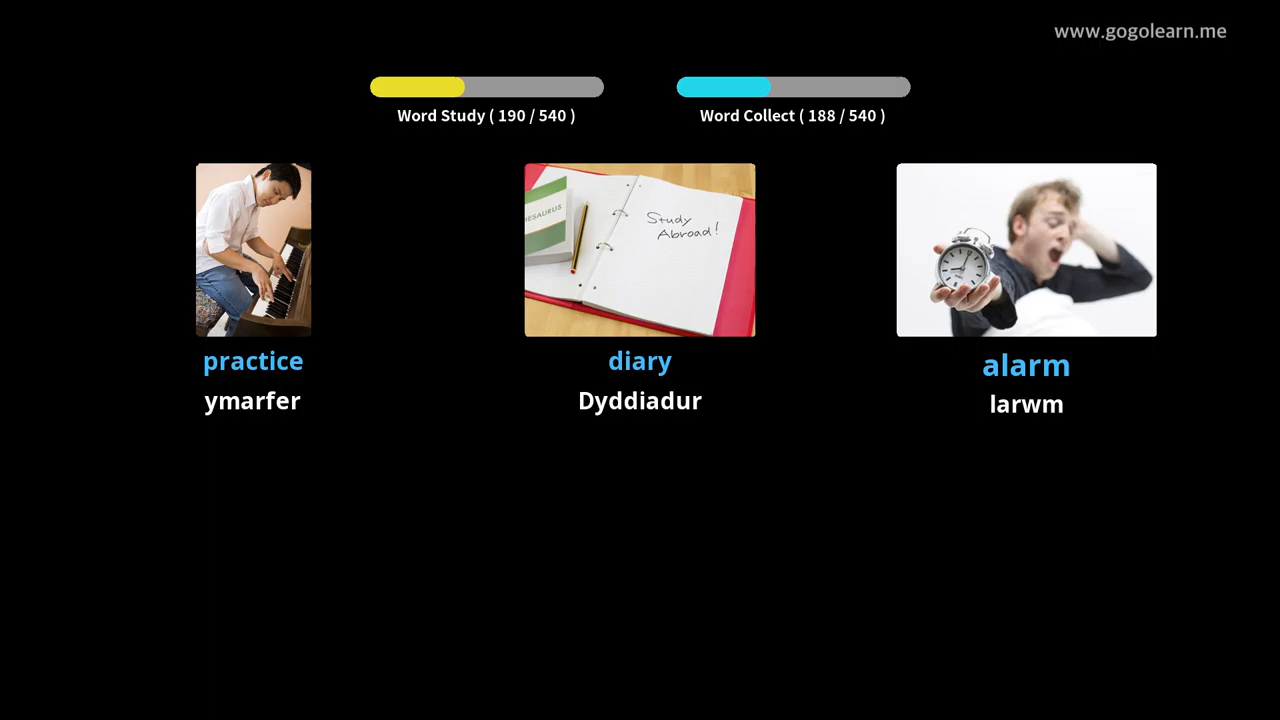 www.gogolearn.me
Word Study ( 190 / 540 )
Word Collect ( 188 / 540 )
HESAURUS
Study
Abroad!
practice
diary
alarm
ymarfer
Dyddiadur
larwm